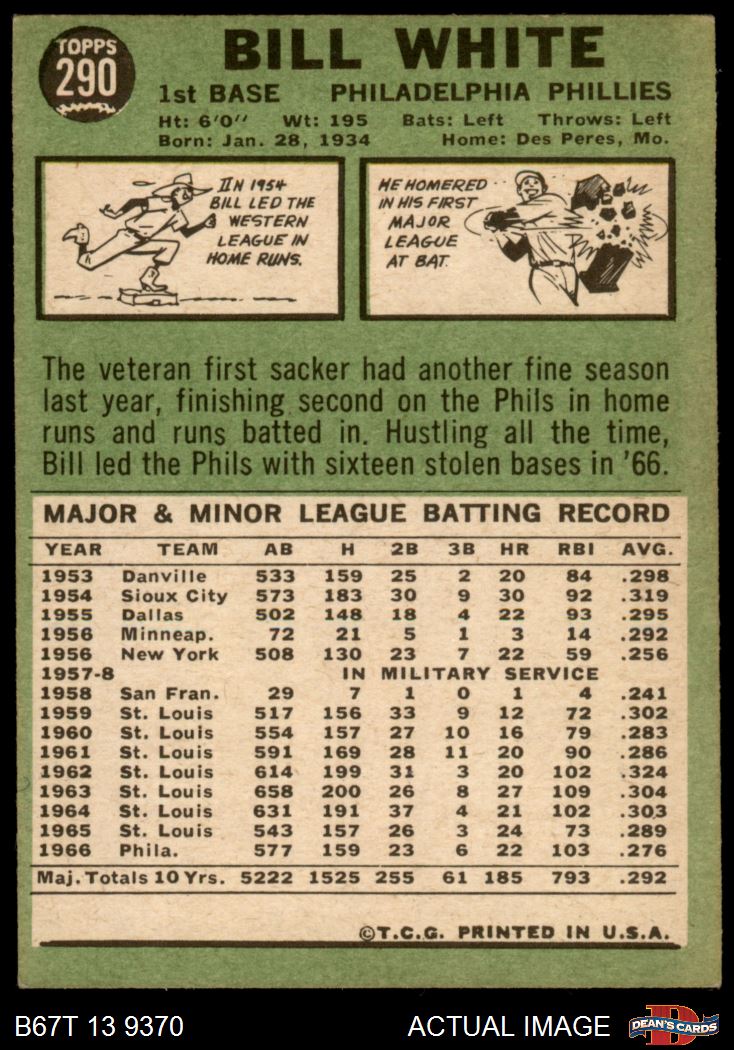 TOPPS
290
BILL WHITE
1st BASE PHILADELPHIA PHILLIES
Ht: 6'0" Wt: 195 Bats: Left Throws: Left
Born: Jan. 28, 1934 Home: Des Peres, Mo.
IN 1954
BILL LED THE
WESTERN
LEAGUE IN
HOME RUNS.
HE HOMERED
IN HIS FIRST
MAJOR
LEAGUE
AT BAT.
The veteran first sacker had another fine season
last year, finishing second on the Phils in home
runs and runs batted in. Hustling all the time,
Bill led the Phils with sixteen stolen bases in '66.
MAJOR & MINOR LEAGUE BATTING RECORD
YEAR TEAM AB H 2B 3B HR RBI AVG.
1953 Danville 533 159 25 2 20 84 .298
1954 Sioux City 573 183 30 9 30 92 .319
1955 Dallas 502 148 18 4 22 93 .295
1956 Minneap. 72 21 5 1 3 14 .292
1956 New York 508 130 23 7 22 59 .256
1957-8 IN MILITARY SERVICE
1958 San Fran. 29 7 1 0 1 4 .241
1959 St. Louis 517 156 33 9 12 72 .302
1960 St. Louis 554 157 27 10 16 79 .283
1961 St. Louis 591 169 28 11 20 90 .286
1962 St. Louis 614 199 31 3 20 102 .324
1963 St. Louis 658 200 26 8 27 109 .304
1964 St. Louis 631 191 37 4 21 102 .303
1965 St. Louis 543 157 26 3 24 73 .289
1966 Phila. 577 159 23 6 22 103 .276
Maj. Totals 10 Yrs. 5222 1525 255 61 185 793 .292
©T.C.G. PRINTED IN U.S.A.
B67T 13 9370 ACTUAL IMAGE D DEAN'S CARDS